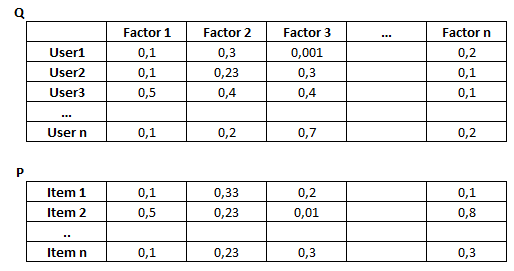 Q
Factor 1 Factor 2 Factor 3 ... Factor n
User1 0,1 0,3 0,001 0,2
User2 0,1 0,23 0,3 0,1
User3 0,5 0,4 0,4 0,1
...
User n 0,1 0,2 0,7 0,2
P
Item 1 0,1 0,33 0,2 0,1
Item 2 0,5 0,23 0,01 0,8
..
Item n 0,1 0,23 0,3 0,3